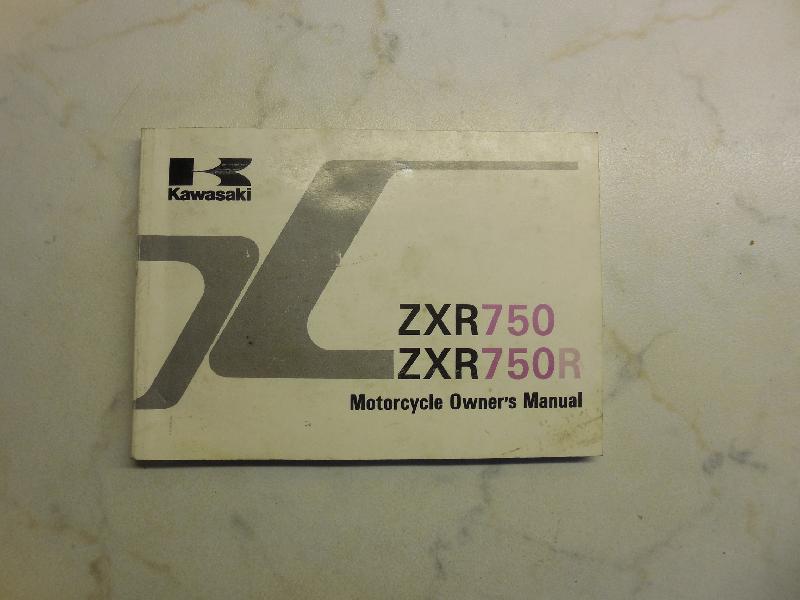 Kawasaki
ZXR750
ZXR750R
Motorcycle Owner's Manual